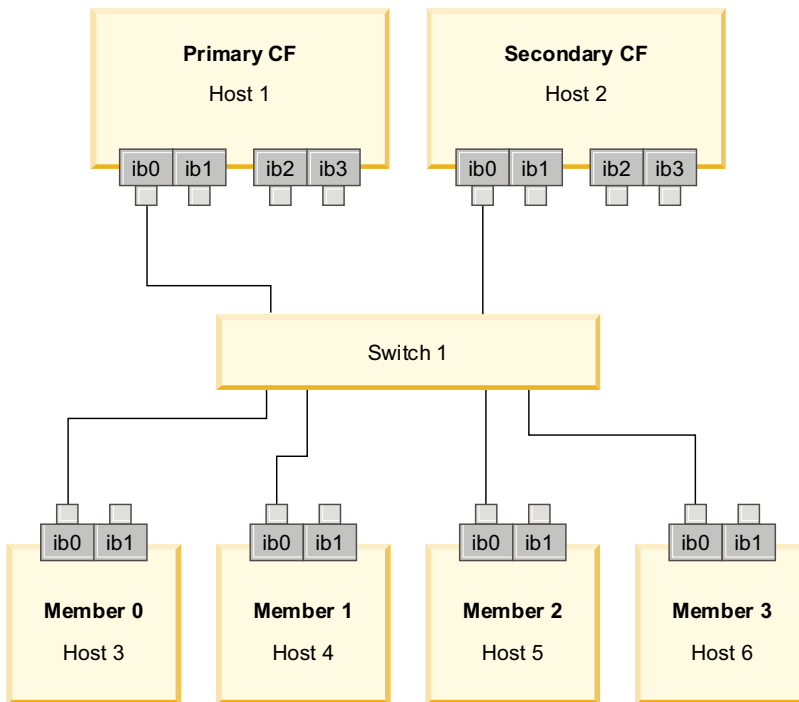 Primary CF
Host 1
Secondary CF
Host 2
ib0 ib1 ib2 ib3
ib0 ib1 ib2 ib3
Switch 1
ib0 ib1
ib0 ib1
ib0 ib1
ib0 ib1
Member 0
Host 3
Member 1
Host 4
Member 2
Host 5
Member 3
Host 6